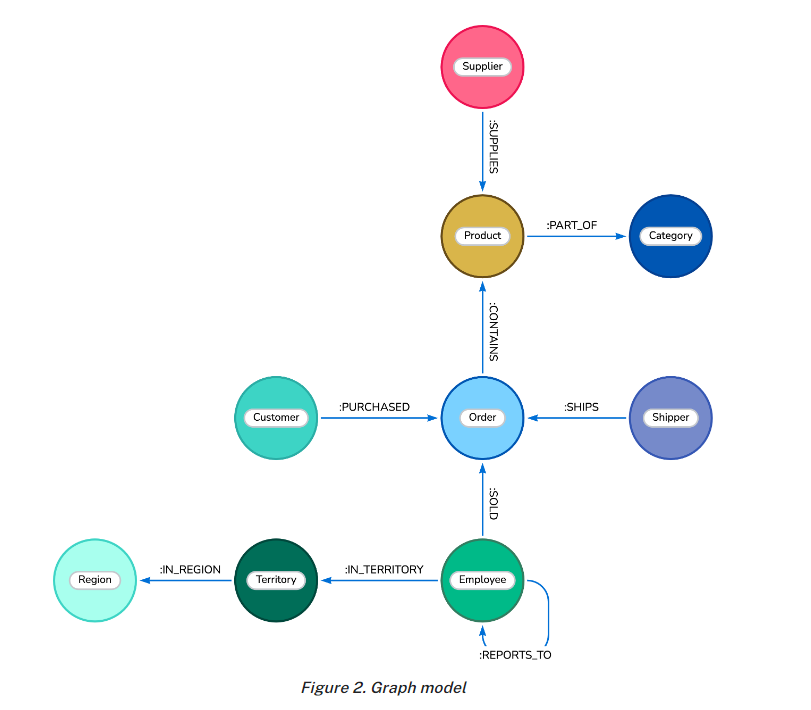 Supplier
:SUPPLIES
Product
:PART_OF
Category
:CONTAINS
Customer
:PURCHASED
Order
:SHIPS
Shipper
:SOLD
Region
:IN_REGION
Territory
:IN_TERRITORY
Employee
:REPORTS_TO
Figure 2. Graph model